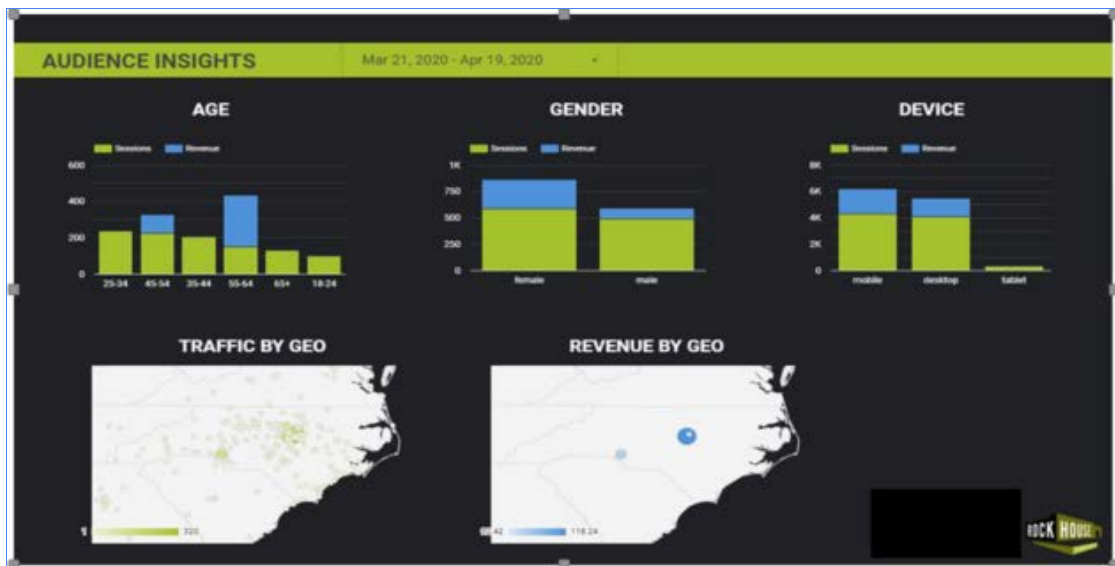 AUDIENCE INSIGHTS
Mar 21, 2020 - Apr 19, 2020
AGE
Sessions Revenue
600
400
200
0
25-34 45-54 35-44 55-64 65+ 18-24
GENDER
Sessions Revenue
1K
750
500
250
0
female male
DEVICE
Sessions Revenue
8K
6K
4K
2K
0
mobile desktop tablet
TRAFFIC BY GEO
1 320
REVENUE BY GEO
42 118.24
ROCK HOUSE